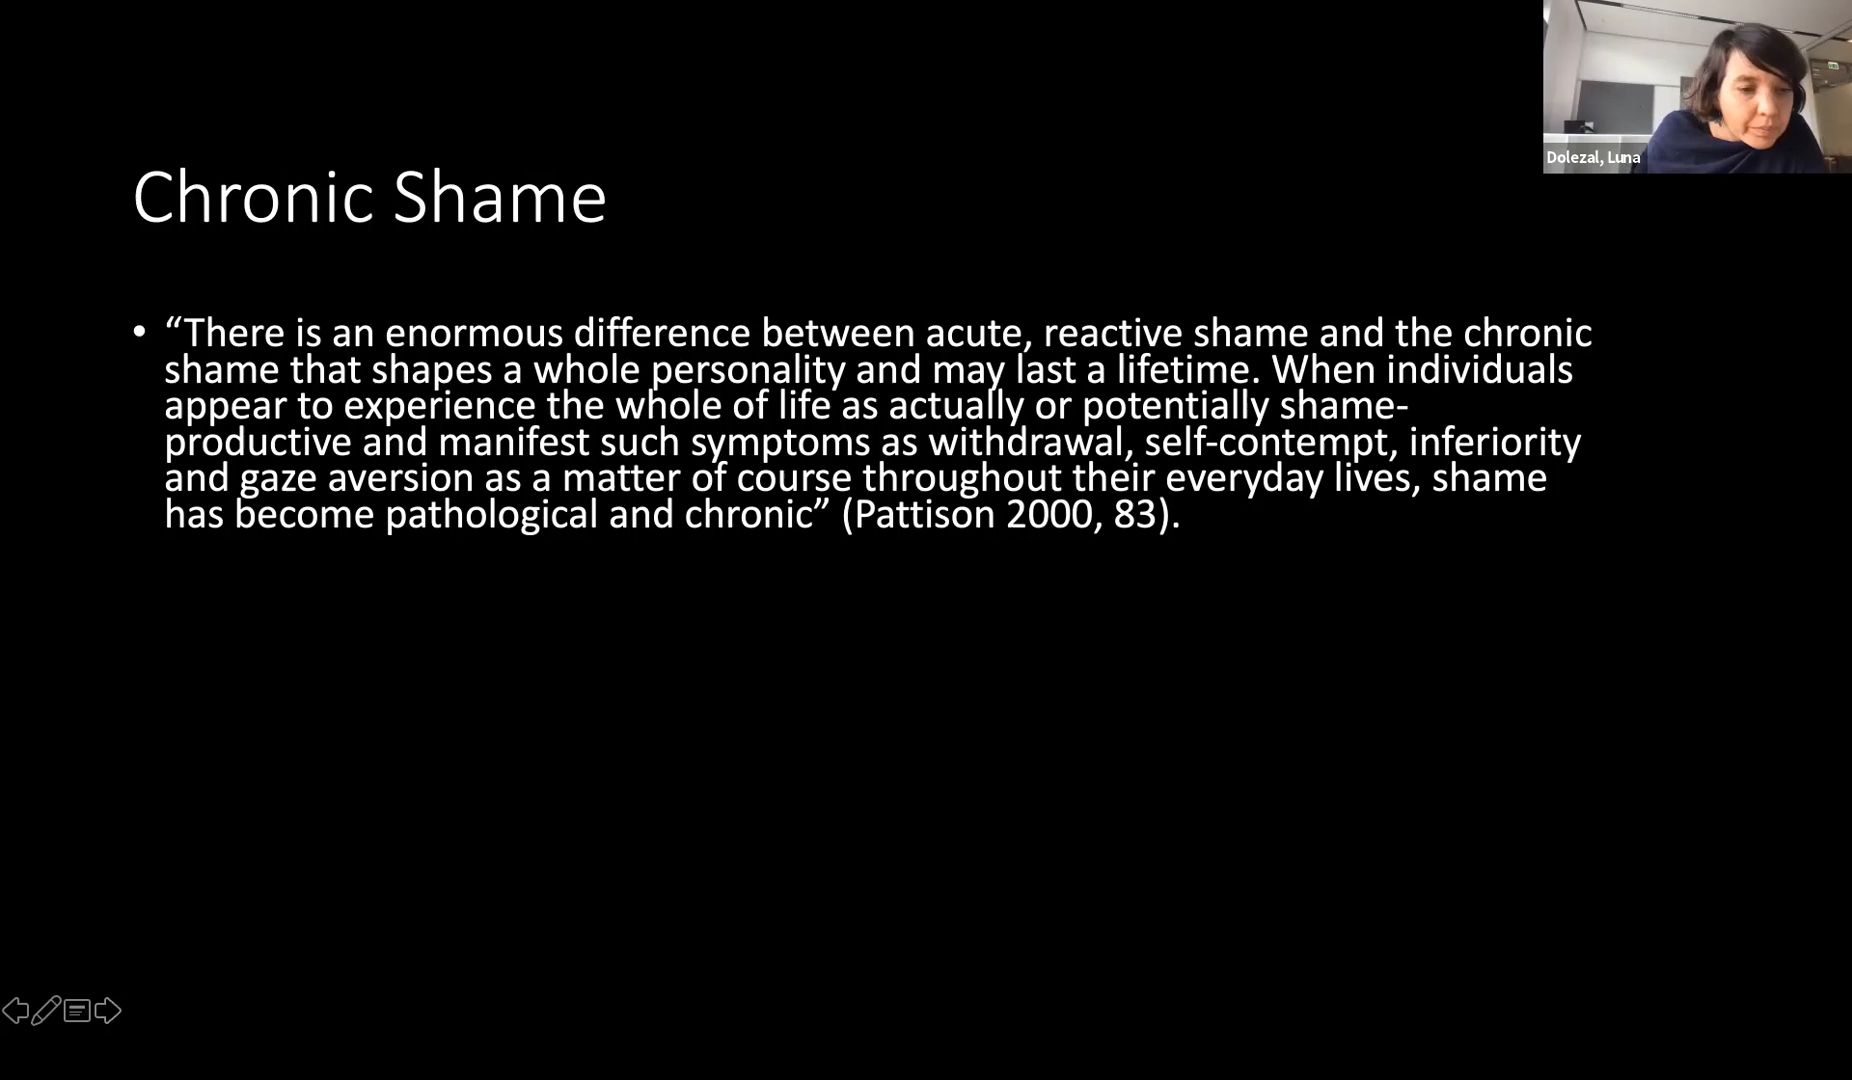 Dolezal, Luna
Chronic Shame
• “There is an enormous difference between acute, reactive shame and the chronic
shame that shapes a whole personality and may last a lifetime. When individuals
appear to experience the whole of life as actually or potentially shame-
productive and manifest such symptoms as withdrawal, self-contempt, inferiority
and gaze aversion as a matter of course throughout their everyday lives, shame
has become pathological and chronic” (Pattison 2000, 83).